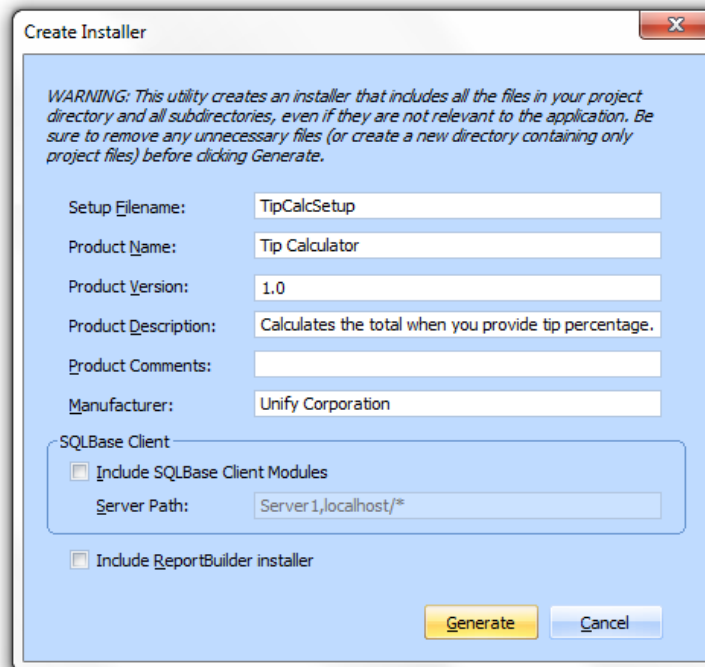 Create Installer
WARNING: This utility creates an installer that includes all the files in your project
directory and all subdirectories, even if they are not relevant to the application. Be
sure to remove any unnecessary files (or create a new directory containing only
project files) before clicking Generate.
Setup Filename: TipCalcSetup
Product Name: Tip Calculator
Product Version: 1.0
Product Description: Calculates the total when you provide tip percentage.
Product Comments:
Manufacturer: Unify Corporation
SQLBase Client
Include SQLBase Client Modules
Server Path: Server1,localhost/*
Include ReportBuilder installer
Generate Cancel